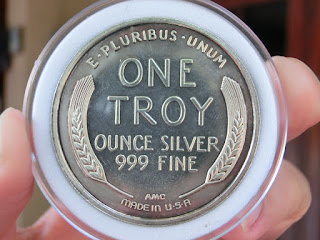 E·PLURIBUS·UNUM
ONE
TROY
OUNCE SILVER
999 FINE
AMC
MADE IN U·S·A